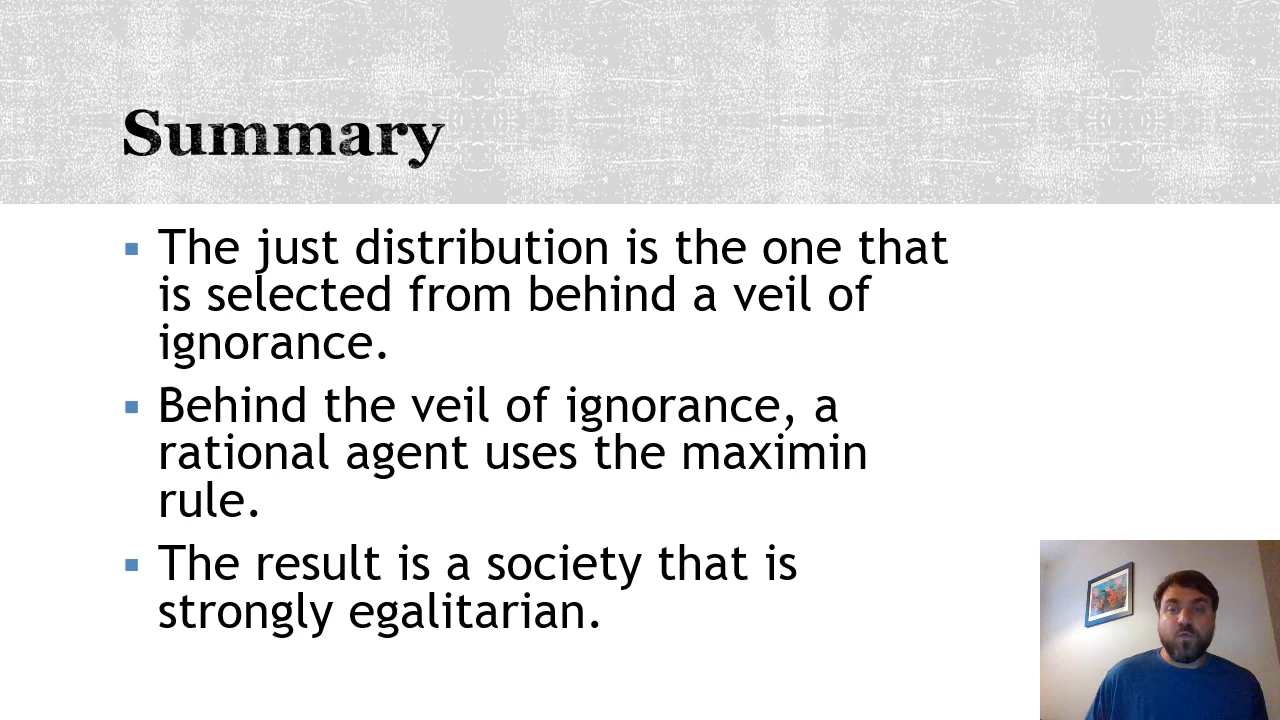 Summary
The just distribution is the one that
is selected from behind a veil of
ignorance.
Behind the veil of ignorance, a
rational agent uses the maximin
rule.
The result is a society that is
strongly egalitarian.